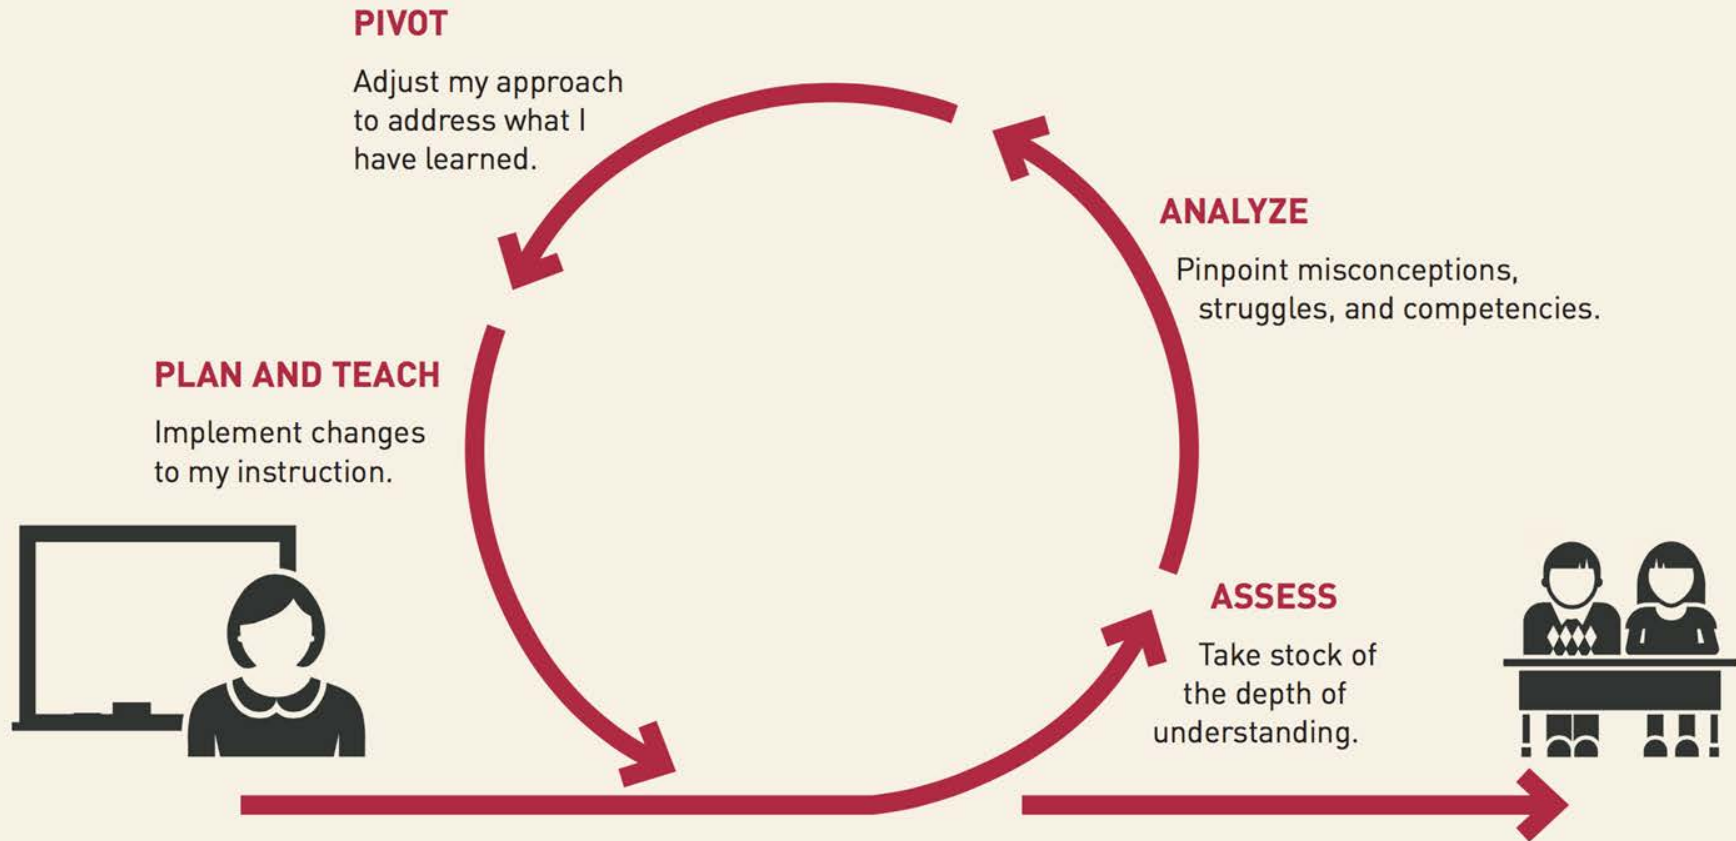 PIVOT
Adjust my approach
to address what I
have learned.
ANALYZE
Pinpoint misconceptions,
struggles, and competencies.
PLAN AND TEACH
Implement changes
to my instruction.
ASSESS
Take stock of
the depth of
understanding.